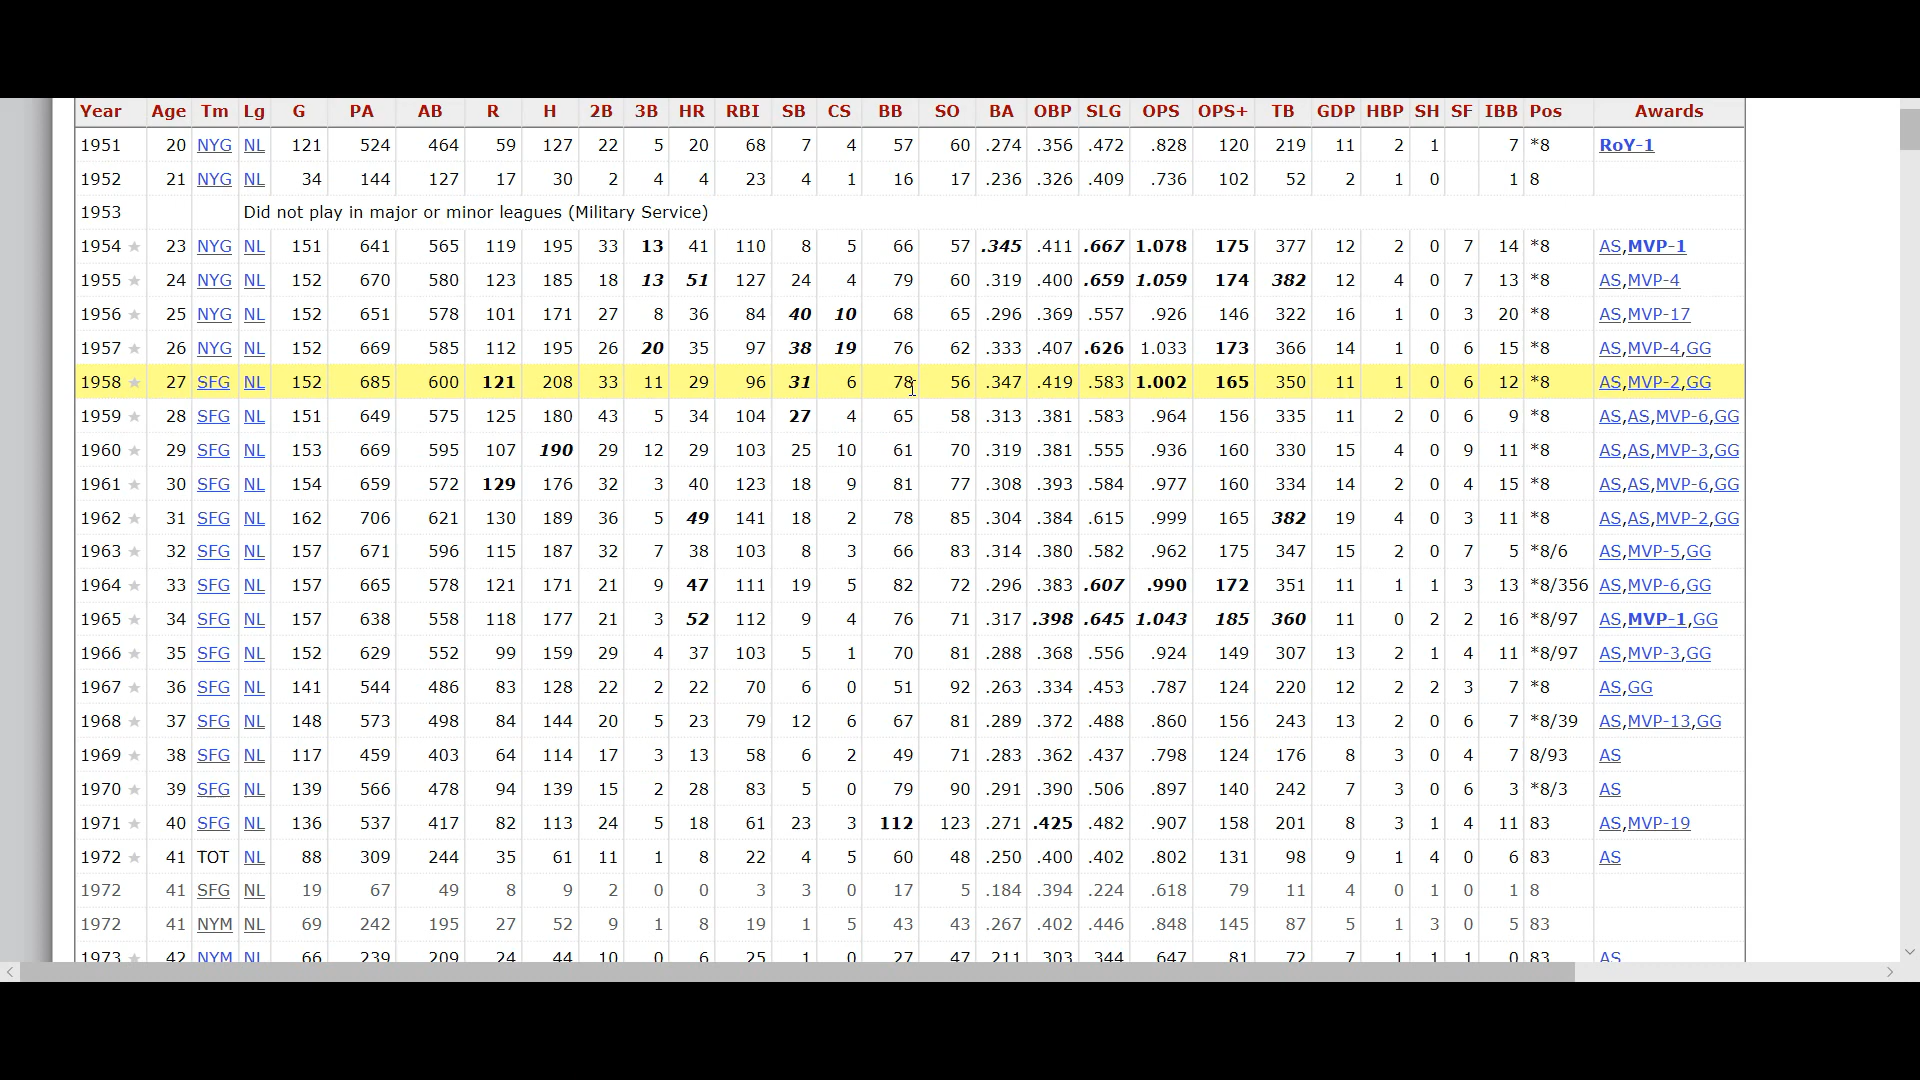 Year Age Tm Lg G PA AB R H 2B 3B HR RBI SB CS BB SO BA OBP SLG OPS OPS+ TB GDP HBP SH SF IBB Pos Awards
1951 20 NYG NL 121 524 464 59 127 22 5 20 68 7 4 57 60 .274 .356 .472 .828 120 219 11 2 1 7 *8 RoY-1
1952 21 NYG NL 34 144 127 17 30 2 4 4 23 4 1 16 17 .236 .326 .409 .736 102 52 2 1 0 1 8
1953 Did not play in major or minor leagues (Military Service)
1954 ★ 23 NYG NL 151 641 565 119 195 33 13 41 110 8 5 66 57 .345 .411 .667 1.078 175 377 12 2 0 7 14 *8 AS,MVP-1
1955 ★ 24 NYG NL 152 670 580 123 185 18 13 51 127 24 4 79 60 .319 .400 .659 1.059 174 382 12 4 0 7 13 *8 AS,MVP-4
1956 ★ 25 NYG NL 152 651 578 101 171 27 8 36 84 40 10 68 65 .296 .369 .557 .926 146 322 16 1 0 3 20 *8 AS,MVP-17
1957 ★ 26 NYG NL 152 669 585 112 195 26 20 35 97 38 19 76 62 .333 .407 .626 1.033 173 366 14 1 0 6 15 *8 AS,MVP-4,GG
1958 ★ 27 SFG NL 152 685 600 121 208 33 11 29 96 31 6 78 56 .347 .419 .583 1.002 165 350 11 1 0 6 12 *8 AS,MVP-2,GG
1959 ★ 28 SFG NL 151 649 575 125 180 43 5 34 104 27 4 65 58 .313 .381 .583 .964 156 335 11 2 0 6 9 *8 AS,AS,MVP-6,GG
1960 ★ 29 SFG NL 153 669 595 107 190 29 12 29 103 25 10 61 70 .319 .381 .555 .936 160 330 15 4 0 9 11 *8 AS,AS,MVP-3,GG
1961 ★ 30 SFG NL 154 659 572 129 176 32 3 40 123 18 9 81 77 .308 .393 .584 .977 160 334 14 2 0 4 15 *8 AS,AS,MVP-6,GG
1962 ★ 31 SFG NL 162 706 621 130 189 36 5 49 141 18 2 78 85 .304 .384 .615 .999 165 382 19 4 0 3 11 *8 AS,AS,MVP-2,GG
1963 ★ 32 SFG NL 157 671 596 115 187 32 7 38 103 8 3 66 83 .314 .380 .582 .962 175 347 15 2 0 7 5 *8/6 AS,MVP-5,GG
1964 ★ 33 SFG NL 157 665 578 121 171 21 9 47 111 19 5 82 72 .296 .383 .607 .990 172 351 11 1 1 3 13 *8/356 AS,MVP-6,GG
1965 ★ 34 SFG NL 157 638 558 118 177 21 3 52 112 9 4 76 71 .317 .398 .645 1.043 185 360 11 0 2 2 16 *8/97 AS,MVP-1,GG
1966 ★ 35 SFG NL 152 629 552 99 159 29 4 37 103 5 1 70 81 .288 .368 .556 .924 149 307 13 2 1 4 11 *8/97 AS,MVP-3,GG
1967 ★ 36 SFG NL 141 544 486 83 128 22 2 22 70 6 0 51 92 .263 .334 .453 .787 124 220 12 2 2 3 7 *8 AS,GG
1968 ★ 37 SFG NL 148 573 498 84 144 20 5 23 79 12 6 67 81 .289 .372 .488 .860 156 243 13 2 0 6 7 *8/39 AS,MVP-13,GG
1969 ★ 38 SFG NL 117 459 403 64 114 17 3 13 58 6 2 49 71 .283 .362 .437 .798 124 176 8 3 0 4 7 8/93 AS
1970 ★ 39 SFG NL 139 566 478 94 139 15 2 28 83 5 0 79 90 .291 .390 .506 .897 140 242 7 3 0 6 3 *8/3 AS
1971 ★ 40 SFG NL 136 537 417 82 113 24 5 18 61 23 3 112 123 .271 .425 .482 .907 158 201 8 3 1 4 11 83 AS,MVP-19
1972 ★ 41 TOT NL 88 309 244 35 61 11 1 8 22 4 5 60 48 .250 .400 .402 .802 131 98 9 1 4 0 6 83 AS
1972 41 SFG NL 19 67 49 8 9 2 0 0 3 3 0 17 5 .184 .394 .224 .618 79 11 4 0 1 0 1 8
1972 41 NYM NL 69 242 195 27 52 9 1 8 19 1 5 43 43 .267 .402 .446 .848 145 87 5 1 3 0 5 83
1973 ★ 42 NYM NL 66 239 209 24 44 10 0 6 25 1 0 27 47 .211 .303 .344 .647 81 72 7 1 1 1 0 83 AS